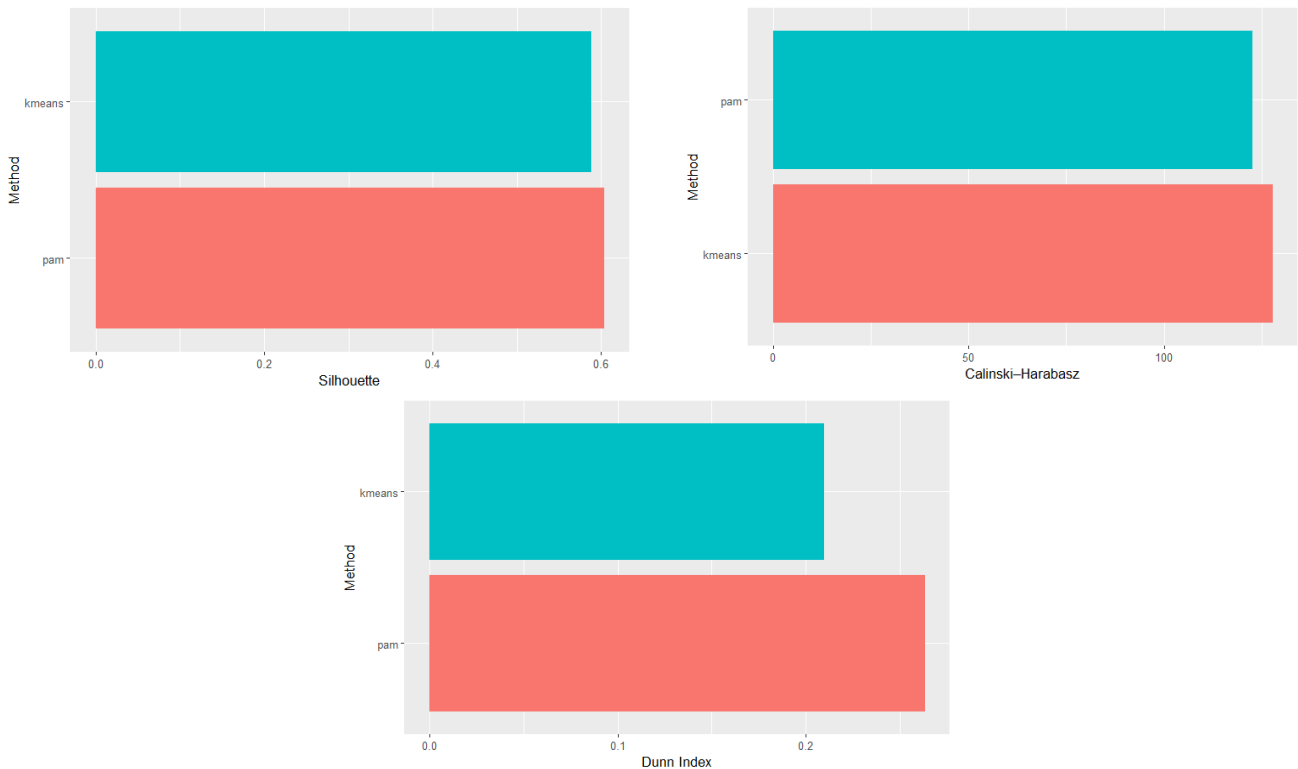 Method
kmeans
pam
0.0 0.2 0.4 0.6
Silhouette
Method
pam
kmeans
0 50 100
Calinski–Harabasz
Method
kmeans
pam
0.0 0.1 0.2
Dunn Index